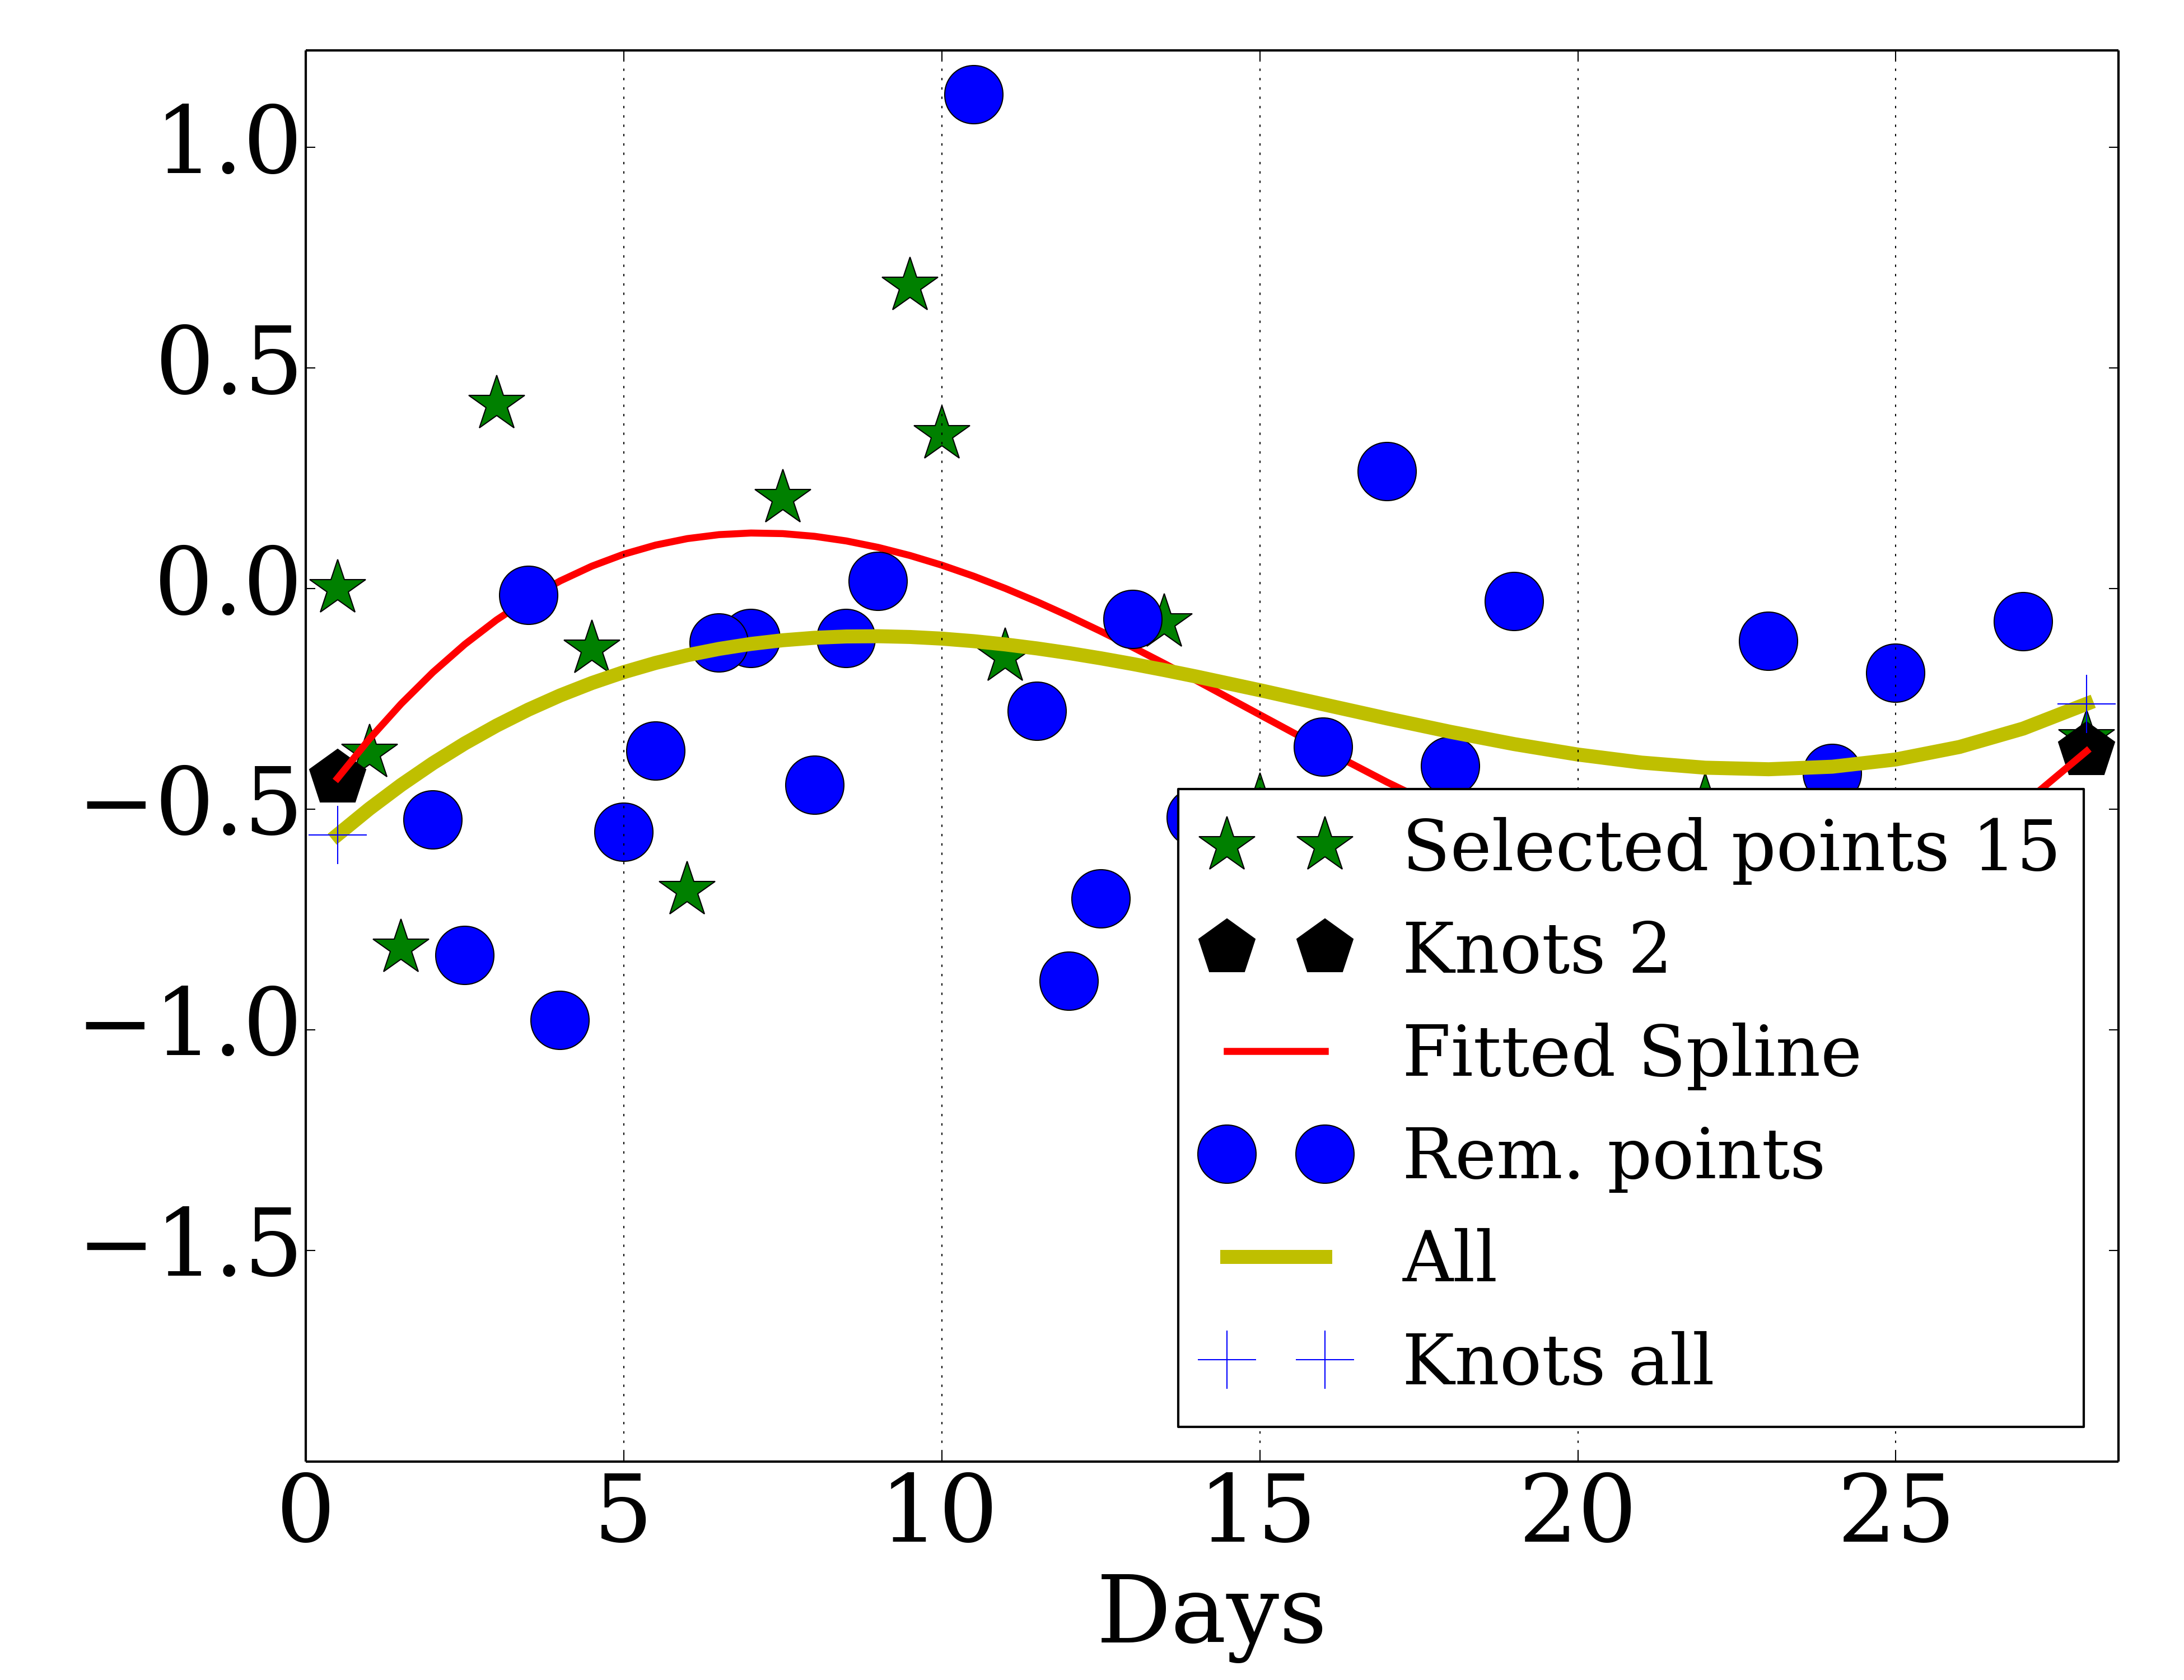 1.0
0.5
0.0
−0.5
−1.0
−1.5
Selected points 15
Knots 2
Fitted Spline
Rem. points
All
Knots all
0 5 10 15 20 25
Days